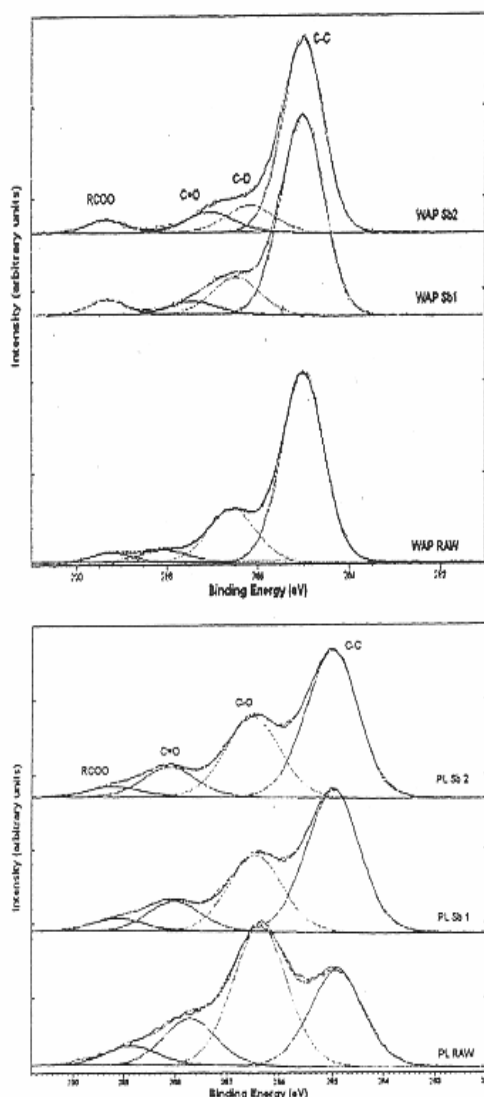 C-C
RCOO
C=O
C-O
WAP Sb2
WAP Sb1
WAP RAW
Intensity (arbitrary units)
Binding Energy (eV)
C-C
C-O
C=O
RCOO
PL Sb 2
PL Sb 1
PL RAW
Intensity (arbitrary units)
Binding Energy (eV)